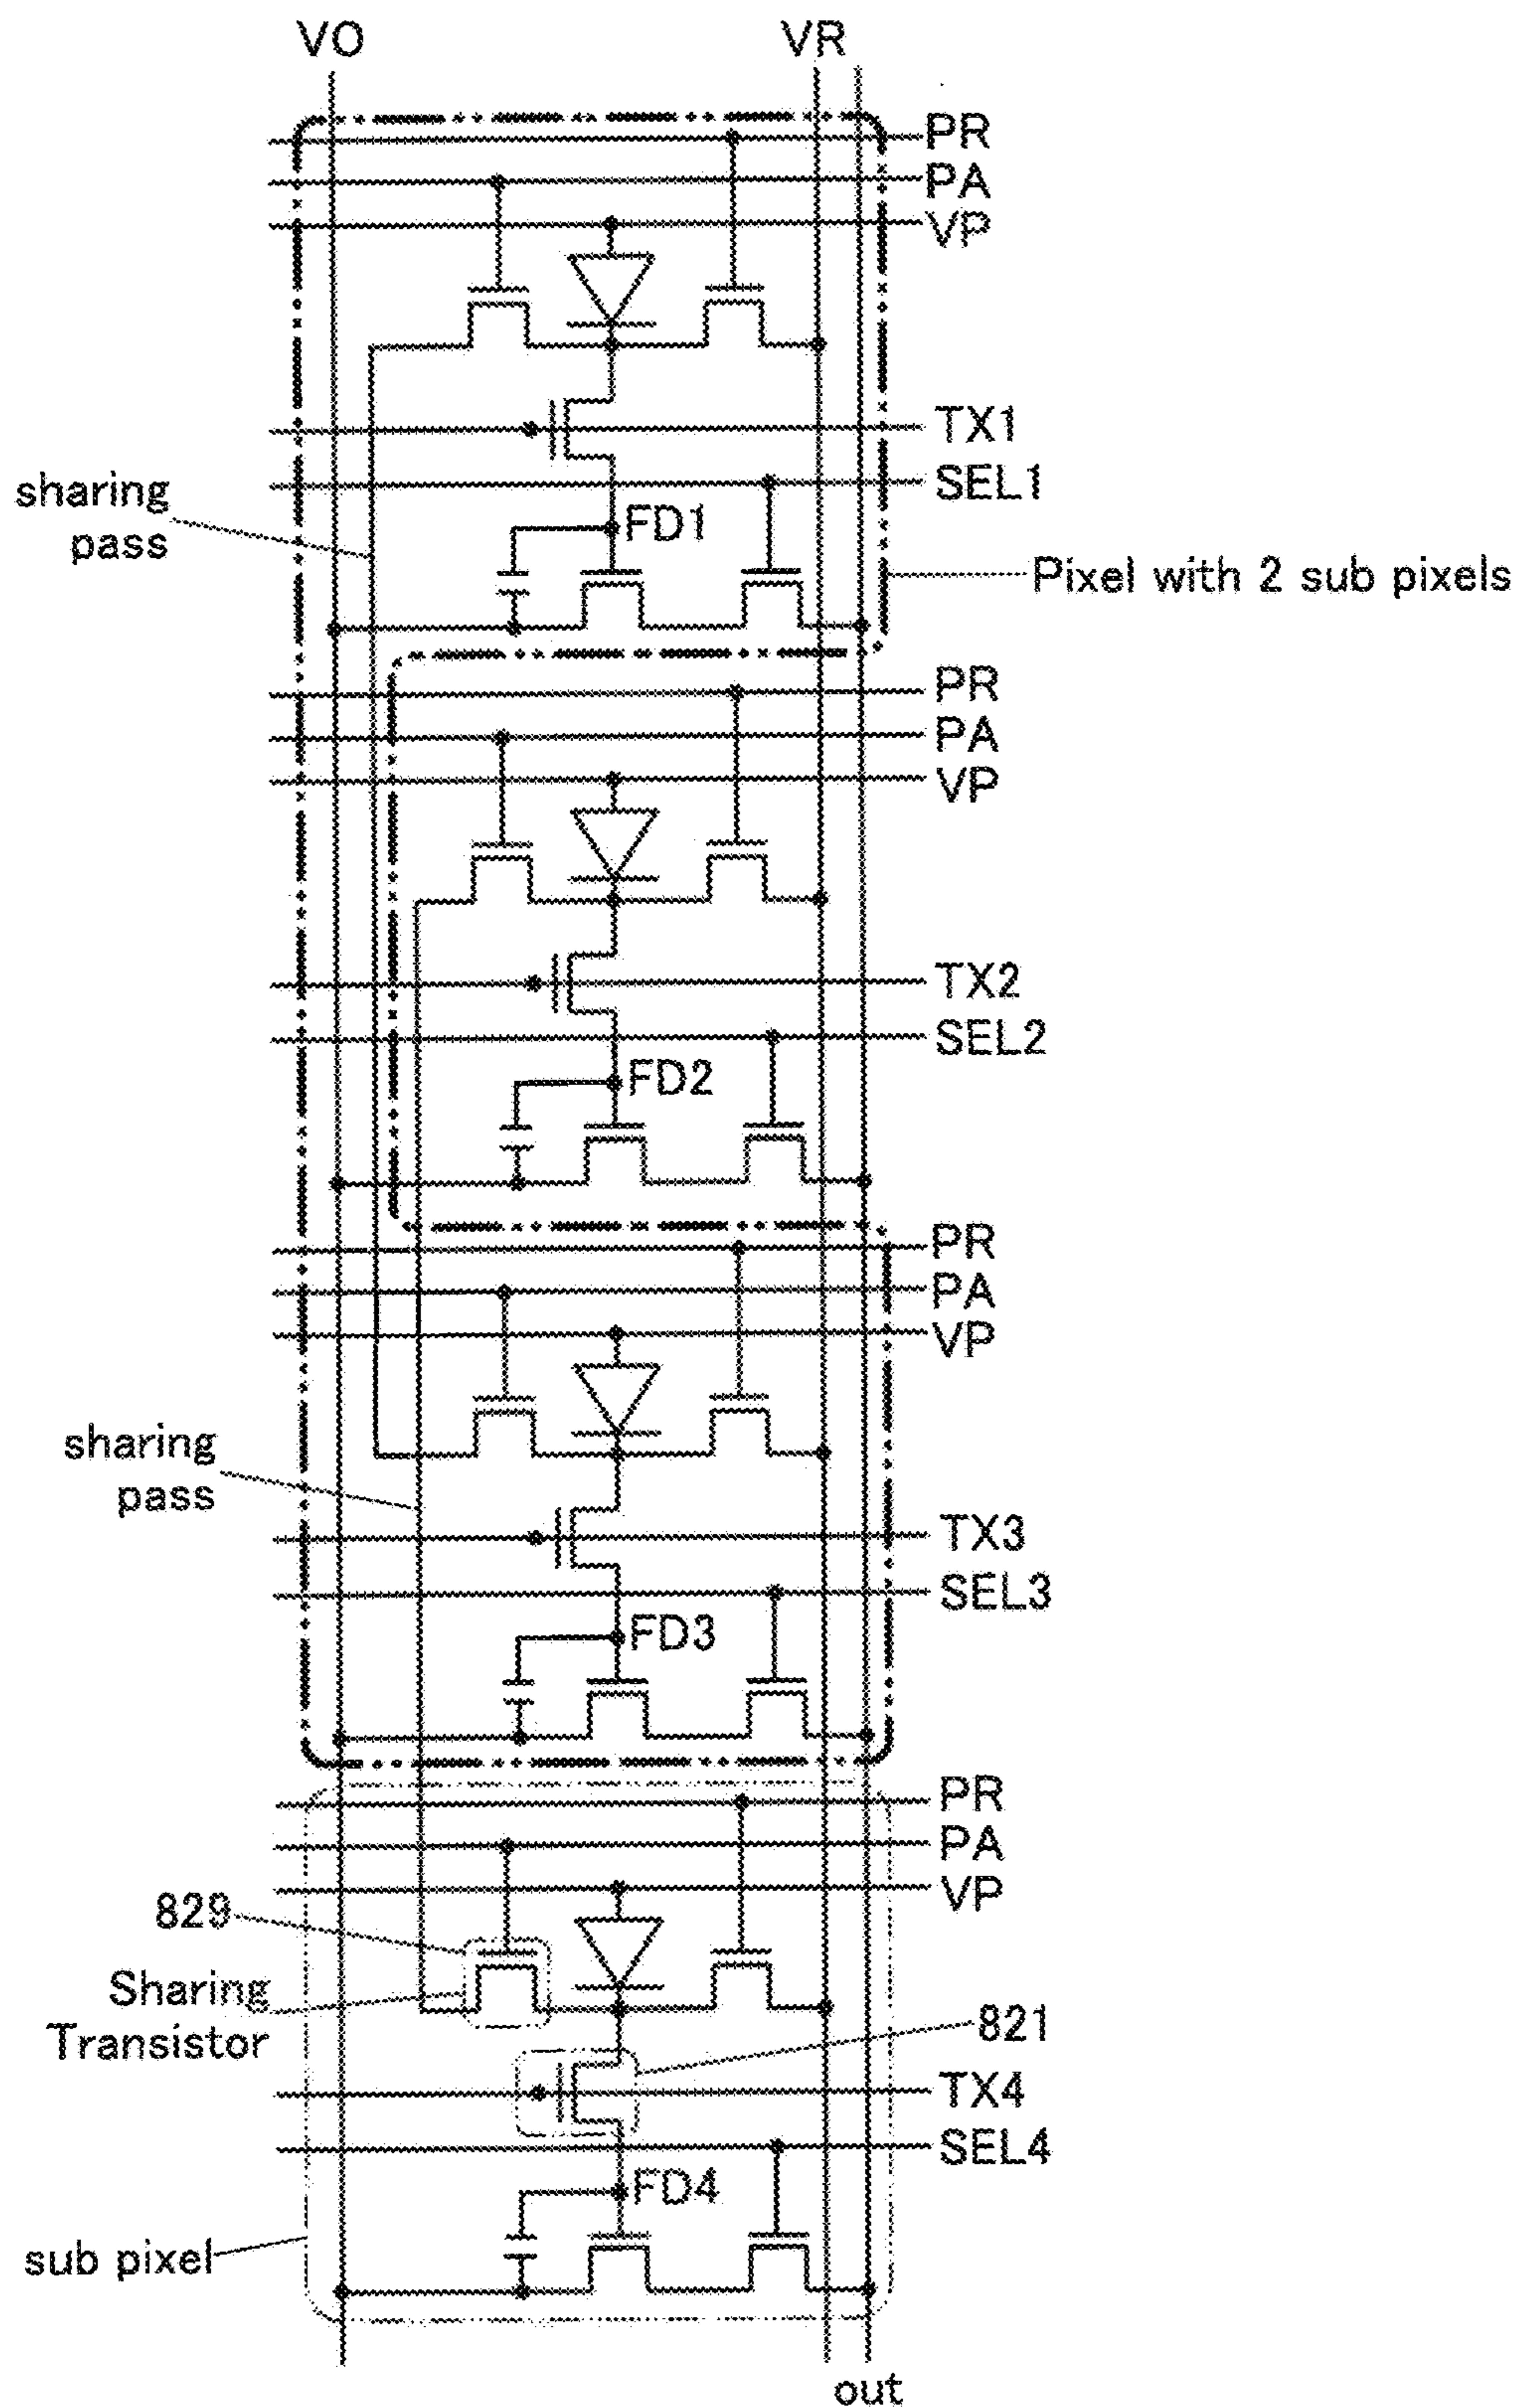 VO VR
PR
PA
VP
TX1
SEL1
sharing
pass
FD1
Pixel with 2 sub pixels
PR
PA
VP
TX2
SEL2
FD2
PR
PA
VP
sharing
pass
TX3
SEL3
FD3
PR
PA
VP
829
Sharing
Transistor
821
TX4
SEL4
FD4
sub pixel
out